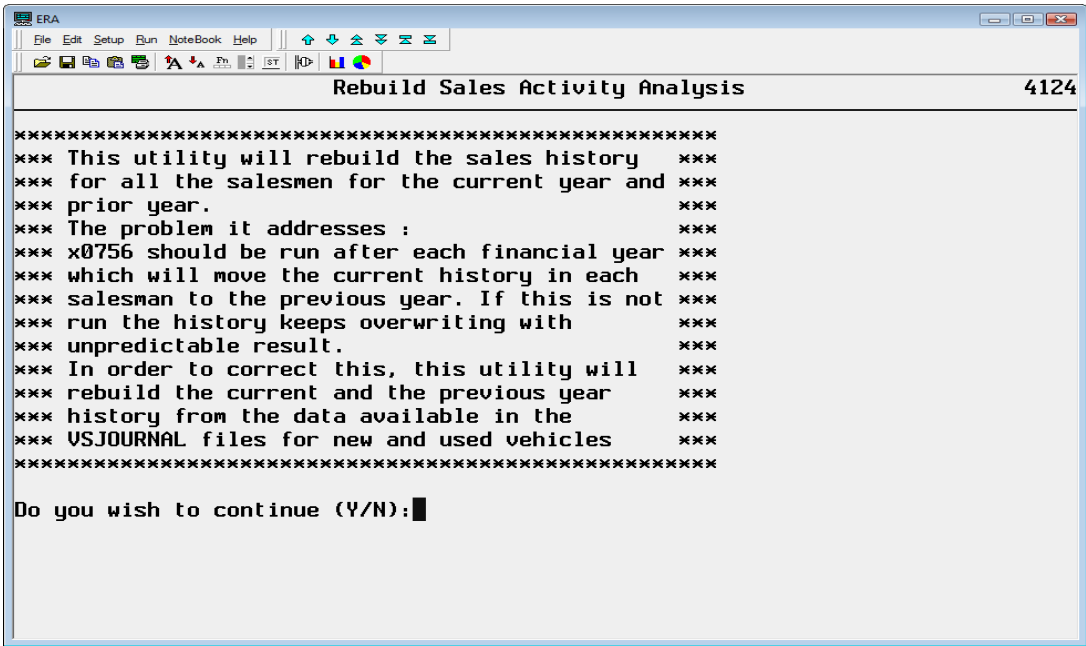 ERA
File Edit Setup Run NoteBook Help
A A Fn ST
Rebuild Sales Activity Analysis 4124
*****************************************************
*** This utility will rebuild the sales history   ***
*** for all the salesmen for the current year and ***
*** prior year.                                   ***
*** The problem it addresses :                    ***
*** x0756 should be run after each financial year ***
*** which will move the current history in each   ***
*** salesman to the previous year. If this is not ***
*** run the history keeps overwriting with        ***
*** unpredictable result.                         ***
*** In order to correct this, this utility will   ***
*** rebuild the current and the previous year     ***
*** history from the data available in the        ***
*** VSJOURNAL files for new and used vehicles     ***
*****************************************************
Do you wish to continue (Y/N):